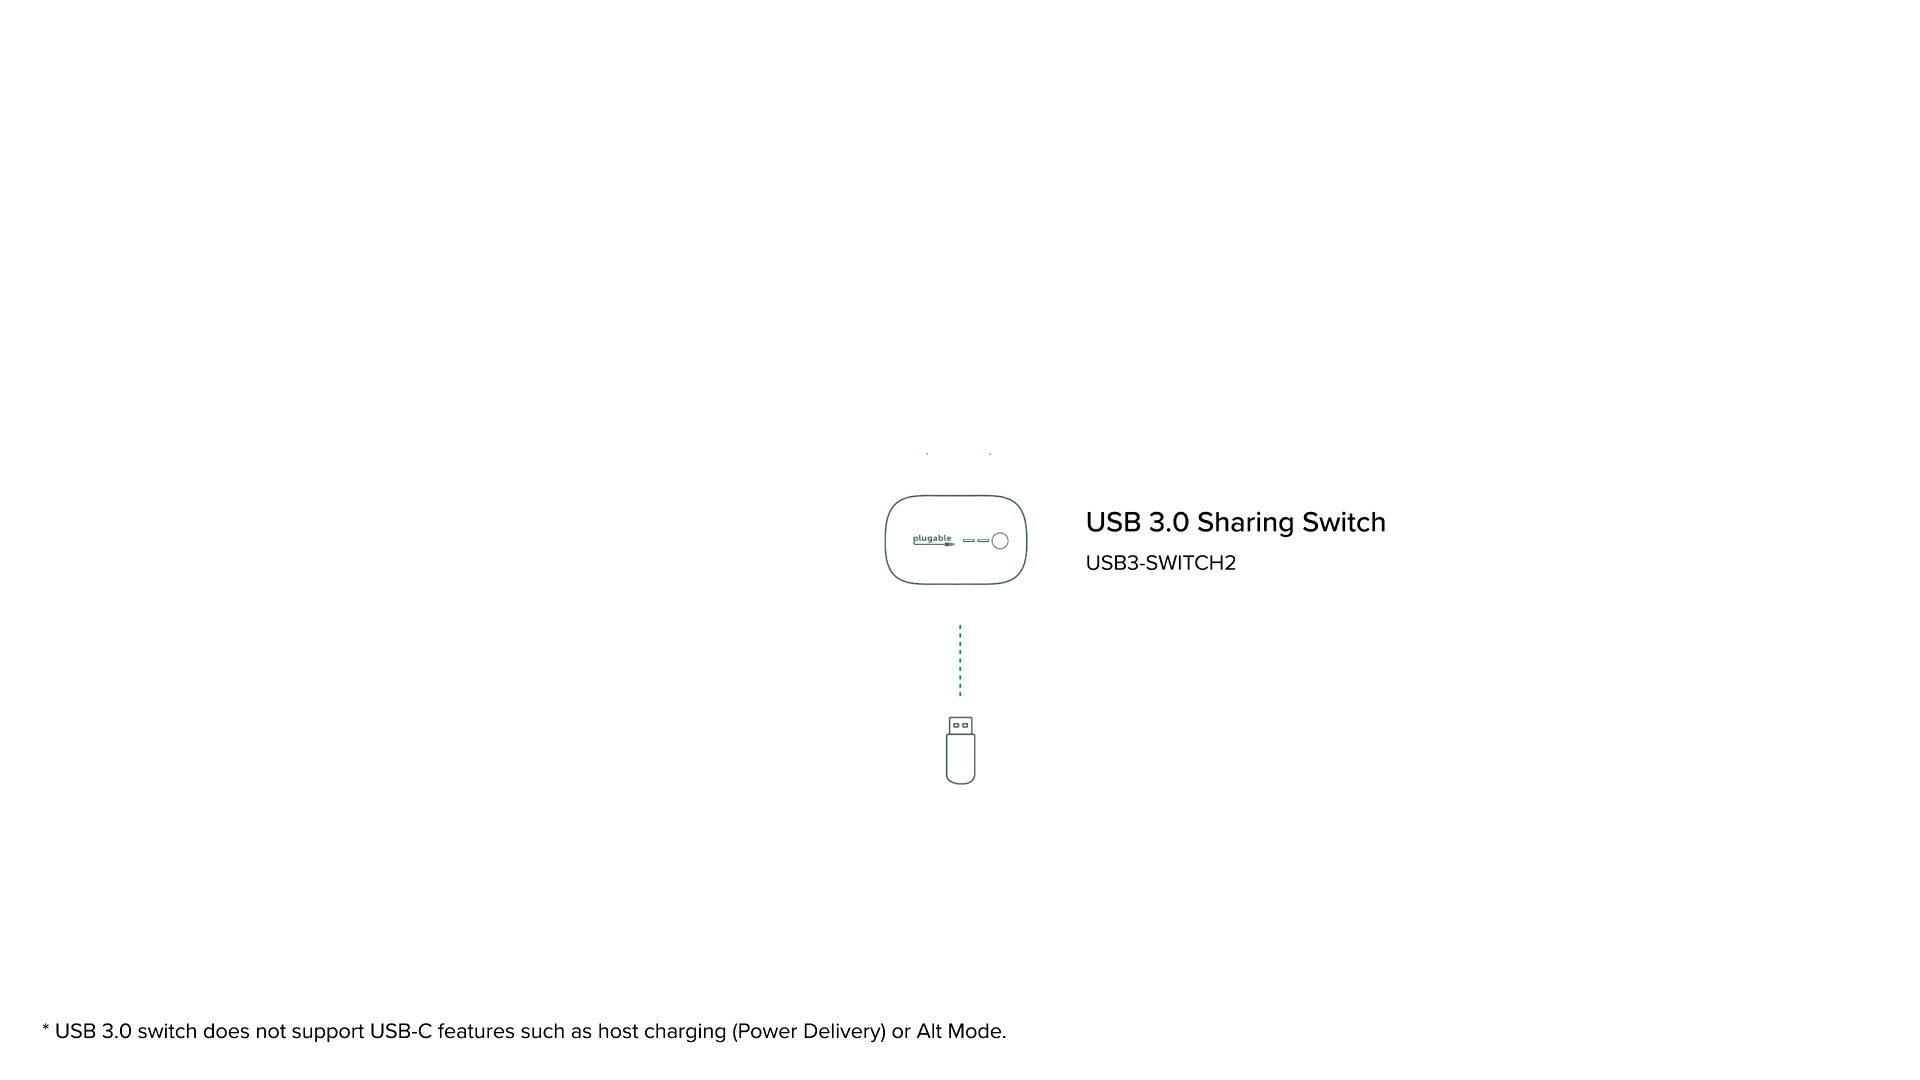 plugable
USB 3.0 Sharing Switch
USB3-SWITCH2
* USB 3.0 switch does not support USB-C features such as host charging (Power Delivery) or Alt Mode.